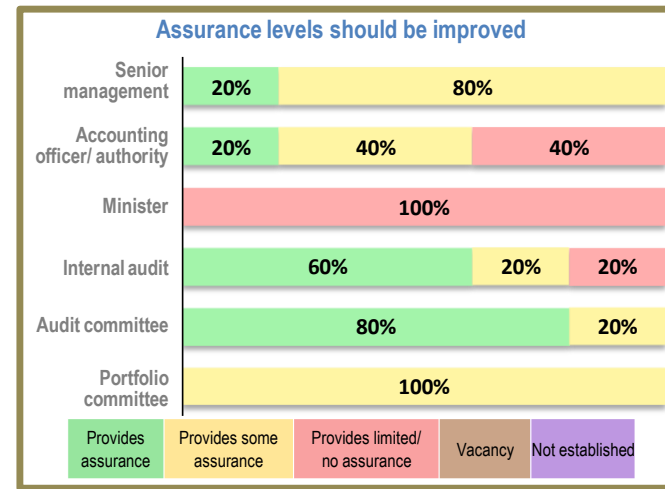 Assurance levels should be improved
Senior
management
20% 80%
Accounting
officer/ authority
20% 40% 40%
Minister
100%
Internal audit
60% 20% 20%
Audit committee
80% 20%
Portfolio
committee
100%
Provides
assurance
Provides some
assurance
Provides limited/
no assurance
Vacancy
Not established